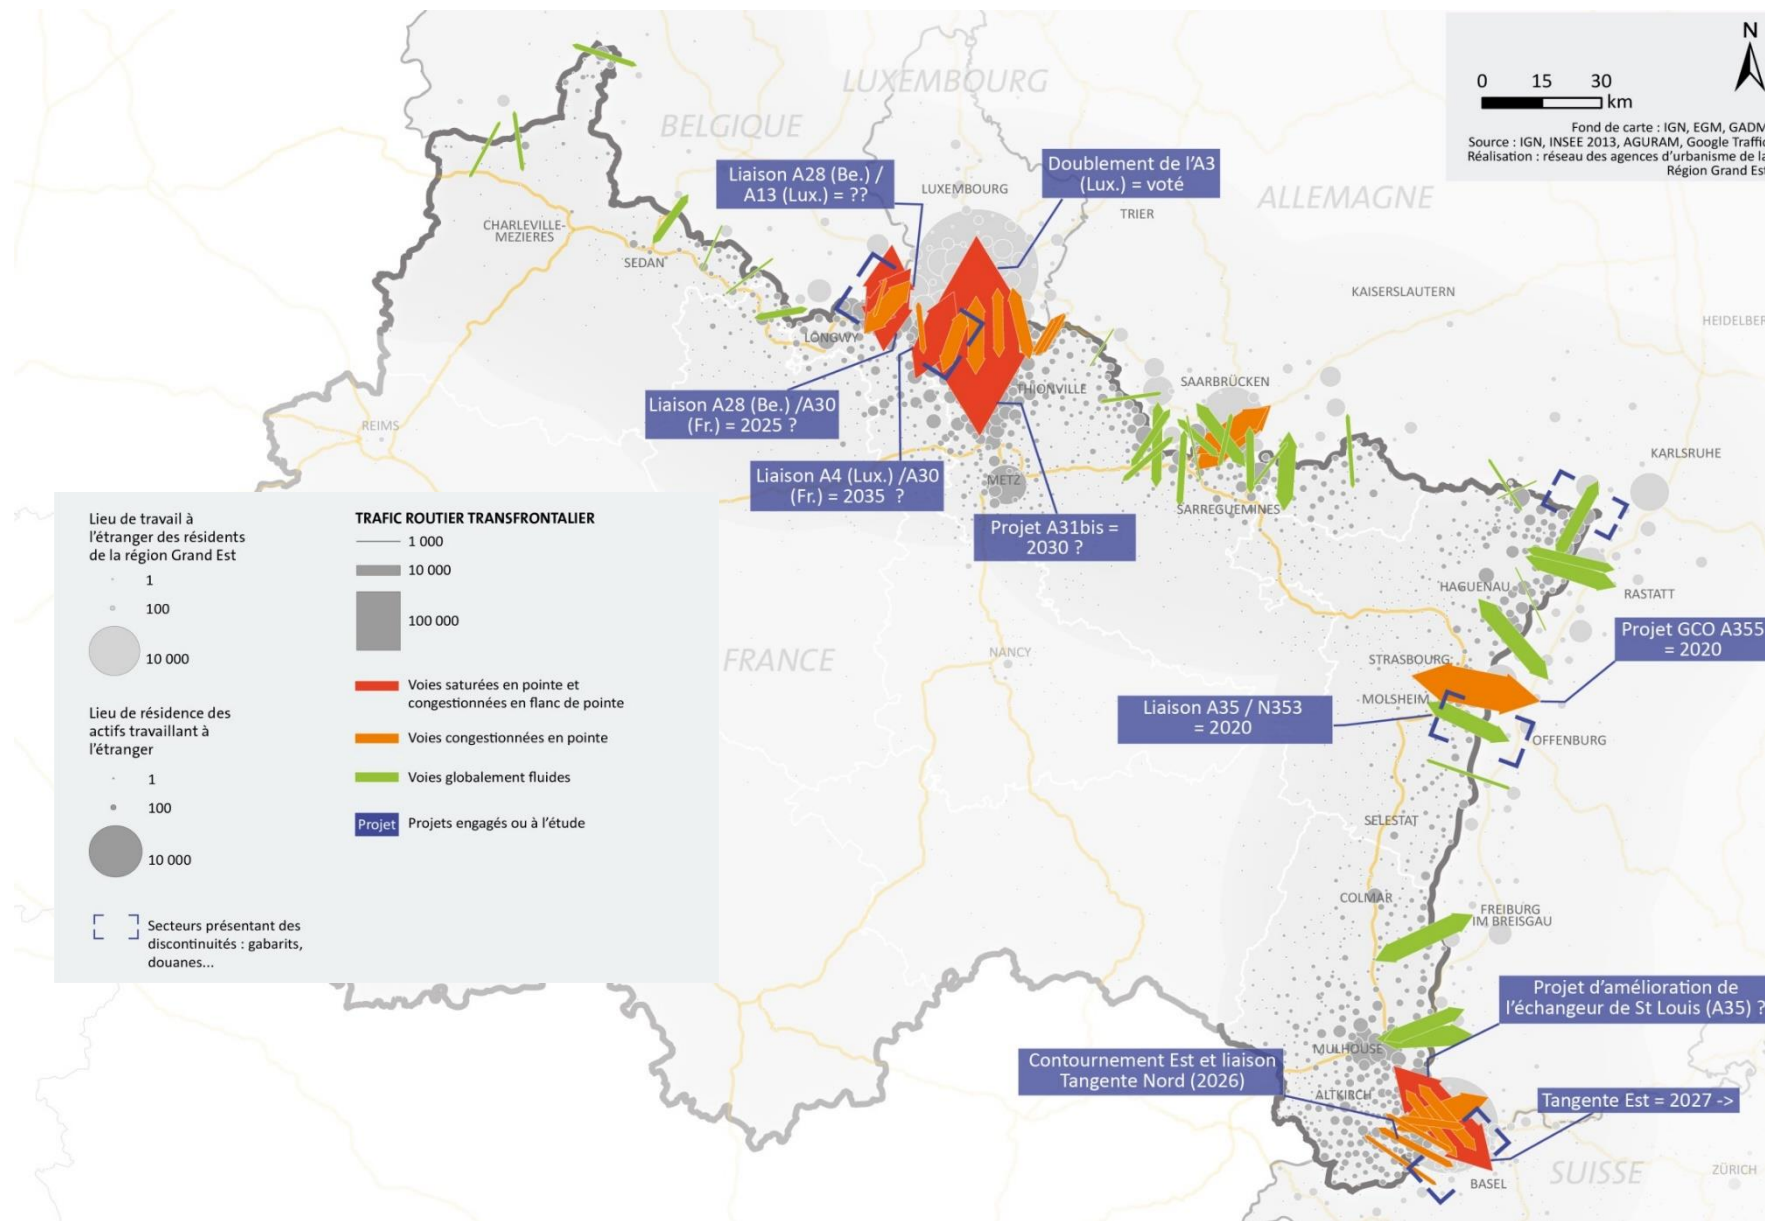 N
0 15 30
km
Fond de carte : IGN, EGM, GADM
Source : IGN, INSEE 2013, AGURAM, Google Traffic
Réalisation : réseau des agences d'urbanisme de la
Région Grand Est
LUXEMBOURG
BELGIQUE
ALLEMAGNE
Liaison A28 (Be.) /
A13 (Lux.) = ??
LUXEMBOURG
Doublement de l'A3
(Lux.) = voté
TRIER
CHARLEVILLE-
MEZIERES
SEDAN
KAISERSLAUTERN
HEIDELBER
LONGWY
THIONVILLE
SAARBRÜCKEN
Liaison A28 (Be.) /A30
(Fr.) = 2025 ?
REIMS
KARLSRUHE
Liaison A4 (Lux.) /A30
(Fr.) = 2035 ?
METZ
SARREGUEMINES
Projet A31bis =
2030 ?
HAGUENAU
RASTATT
Projet GCO A355
= 2020
FRANCE
NANCY
STRASBOURG
MOLSHEIM
Liaison A35 / N353
= 2020
OFFENBURG
SELESTAT
COLMAR
FREIBURG
IM BREISGAU
Projet d'amélioration de
l'échangeur de St Louis (A35) ?
MULHOUSE
Contournement Est et liaison
Tangente Nord (2026)
ALTKIRCH
Tangente Est = 2027 ->
SUISSE
ZÜRICH
BASEL
Lieu de travail à
l'étranger des résidents
de la région Grand Est
1
100
10 000
Lieu de résidence des
actifs travaillant à
l'étranger
1
100
10 000
Secteurs présentant des
discontinuités : gabarits,
douanes...
TRAFIC ROUTIER TRANSFRONTALIER
1 000
10 000
100 000
Voies saturées en pointe et
congestionnées en flanc de pointe
Voies congestionnées en pointe
Voies globalement fluides
Projet Projets engagés ou à l'étude